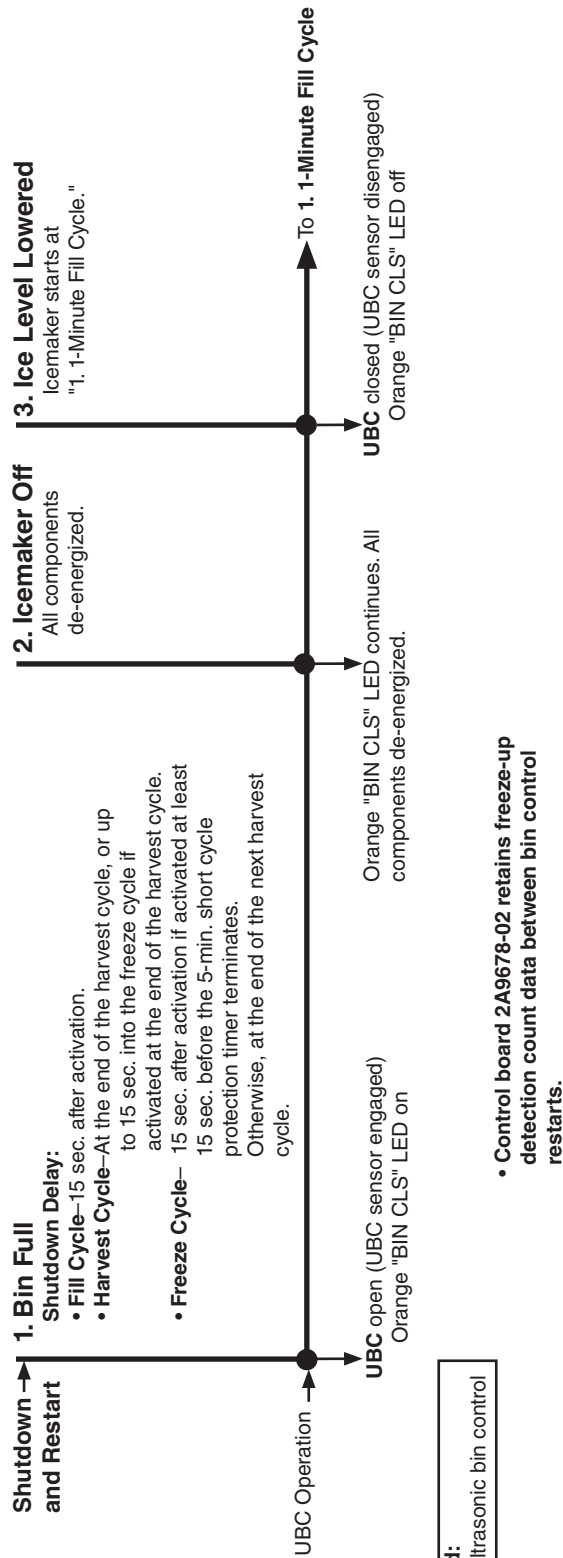 Shutdown
and Restart
1. Bin Full
Shutdown Delay:
• Fill Cycle–15 sec. after activation.
• Harvest Cycle–At the end of the harvest cycle, or up
to 15 sec. into the freeze cycle if
activated at the end of the harvest cycle.
• Freeze Cycle– 15 sec. after activation if activated at least
15 sec. before the 5-min. short cycle
protection timer terminates.
Otherwise, at the end of the next harvest
cycle.
2. Icemaker Off
All components
de-energized.
3. Ice Level Lowered
Icemaker starts at
"1. 1-Minute Fill Cycle."
UBC Operation
To 1. 1-Minute Fill Cycle
UBC open (UBC sensor engaged)
Orange "BIN CLS" LED on
Orange "BIN CLS" LED continues. All
components de-energized.
UBC closed (UBC sensor disengaged)
Orange "BIN CLS" LED off
d:
ltrasonic bin control
• Control board 2A9678-02 retains freeze-up
detection count data between bin control
restarts.